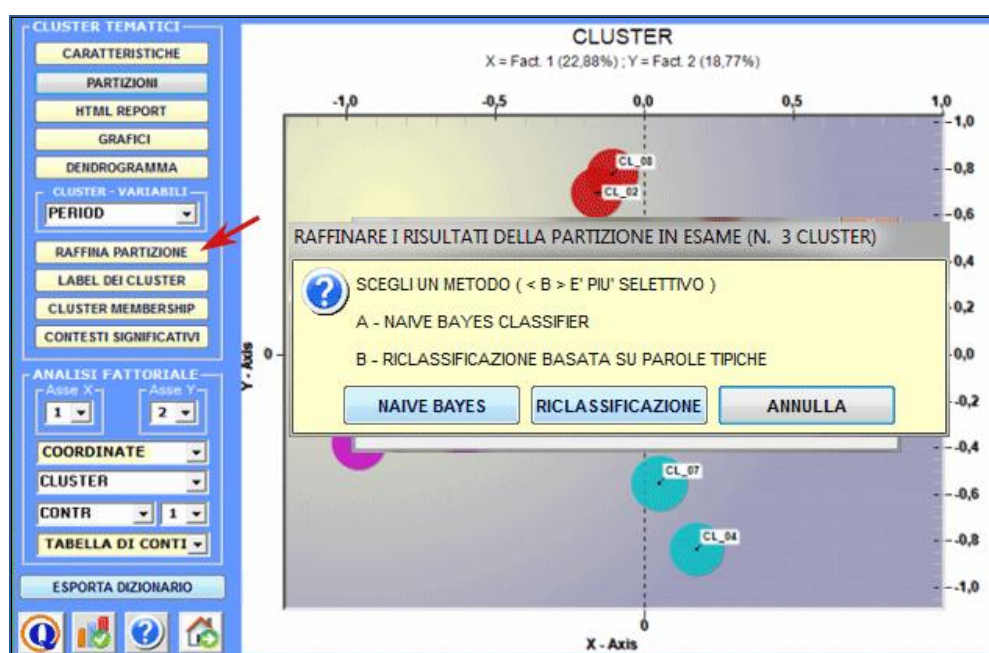 CLUSTER TEMATICI
CARATTERISTICHE
PARTIZIONI
HTML REPORT
GRAFICI
DENDROGRAMMA
CLUSTER - VARIABILI
PERIOD
RAFFINA PARTIZIONE
LABEL DEI CLUSTER
CLUSTER MEMBERSHIP
CONTESTI SIGNIFICATIVI
ANALISI FATTORIALE
Asse X Asse Y
1 2
COORDINATE
CLUSTER
CONTR 1
TABELLA DI CONTI
ESPORTA DIZIONARIO
Q
?
CLUSTER
X = Fact. 1 (22,88%) ; Y = Fact. 2 (18,77%)
-1,0 -0,5 0,0 0,5 1,0
1,0
CL_08
0,8
CL_02
0,6
RAFFINARE I RISULTATI DELLA PARTIZIONE IN ESAME (N. 3 CLUSTER)
0,4
? SCEGLI UN METODO ( < B > E' PIU' SELETTIVO )
0,2
A - NAIVE BAYES CLASSIFIER
Y - Axis
0
B - RICLASSIFICAZIONE BASATA SU PAROLE TIPICHE
0,0
NAIVE BAYES RICLASSIFICAZIONE ANNULLA
-0,2
-0,4
CL_07
-0,6
CL_04
-0,8
-1,0
0
X - Axis